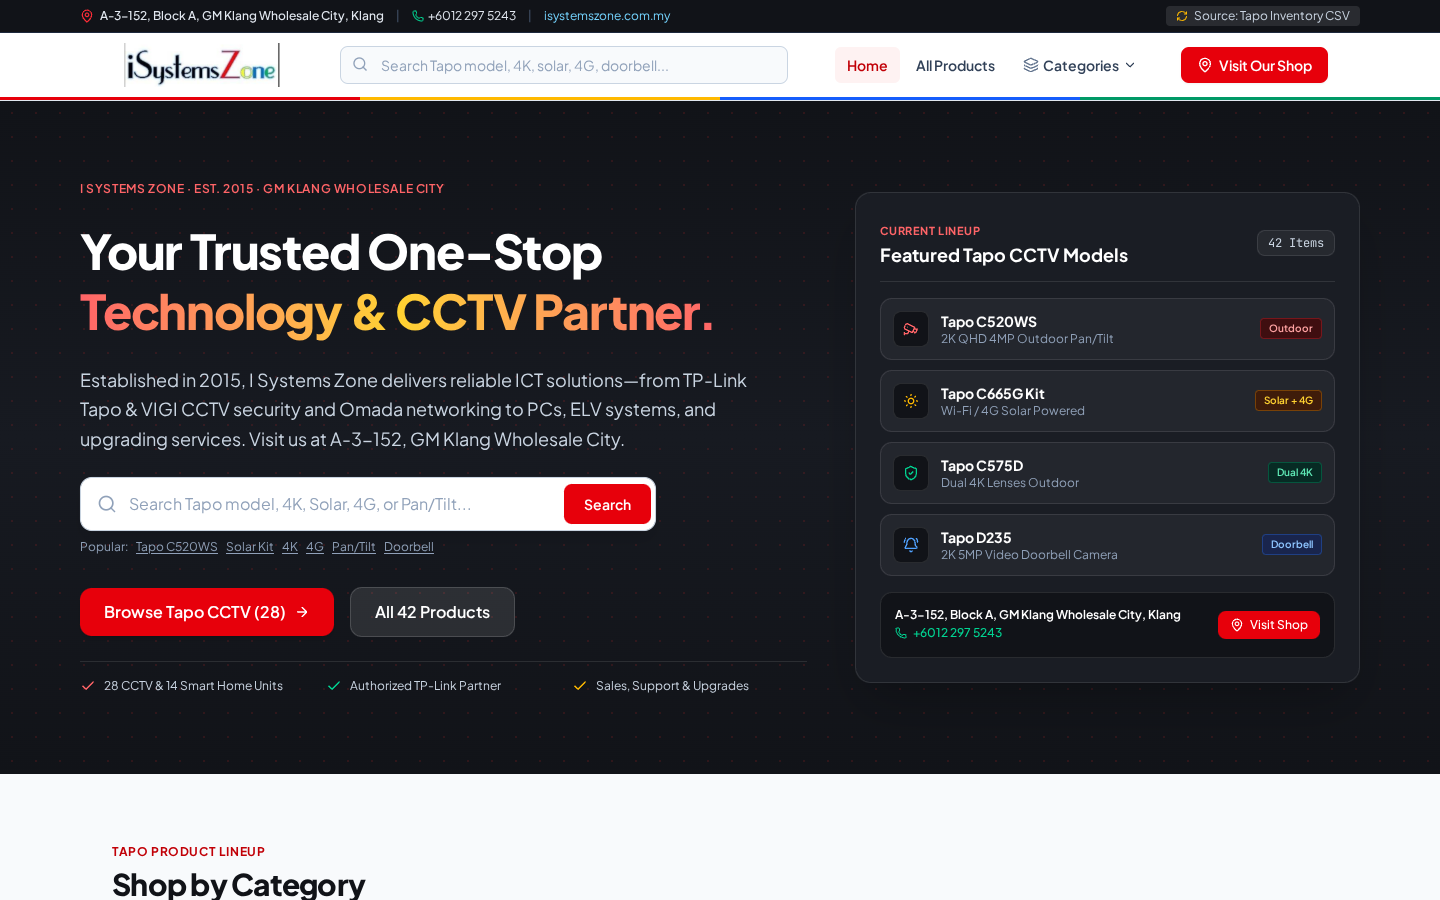 A-3-152, Block A, GM Klang Wholesale City, Klang | +6012 297 5243 | isystemszone.com.my
Source: Tapo Inventory CSV
iSystemsZone
Search Tapo model, 4K, solar, 4G, doorbell...
Home
All Products
Categories
Visit Our Shop
I SYSTEMS ZONE · EST. 2015 · GM KLANG WHOLESALE CITY
Your Trusted One-Stop
Technology & CCTV Partner.
Established in 2015, I Systems Zone delivers reliable ICT solutions—from TP-Link
Tapo & VIGI CCTV security and Omada networking to PCs, ELV systems, and
upgrading services. Visit us at A-3-152, GM Klang Wholesale City.
Search Tapo model, 4K, Solar, 4G, or Pan/Tilt...
Search
Popular: Tapo C520WS Solar Kit 4K 4G Pan/Tilt Doorbell
Browse Tapo CCTV (28)
All 42 Products
28 CCTV & 14 Smart Home Units
Authorized TP-Link Partner
Sales, Support & Upgrades
CURRENT LINEUP
Featured Tapo CCTV Models
42 Items
Tapo C520WS
2K QHD 4MP Outdoor Pan/Tilt
Outdoor
Tapo C665G Kit
Wi-Fi / 4G Solar Powered
Solar + 4G
Tapo C575D
Dual 4K Lenses Outdoor
Dual 4K
Tapo D235
2K 5MP Video Doorbell Camera
Doorbell
A-3-152, Block A, GM Klang Wholesale City, Klang
+6012 297 5243
Visit Shop
TAPO PRODUCT LINEUP
Shop by Category